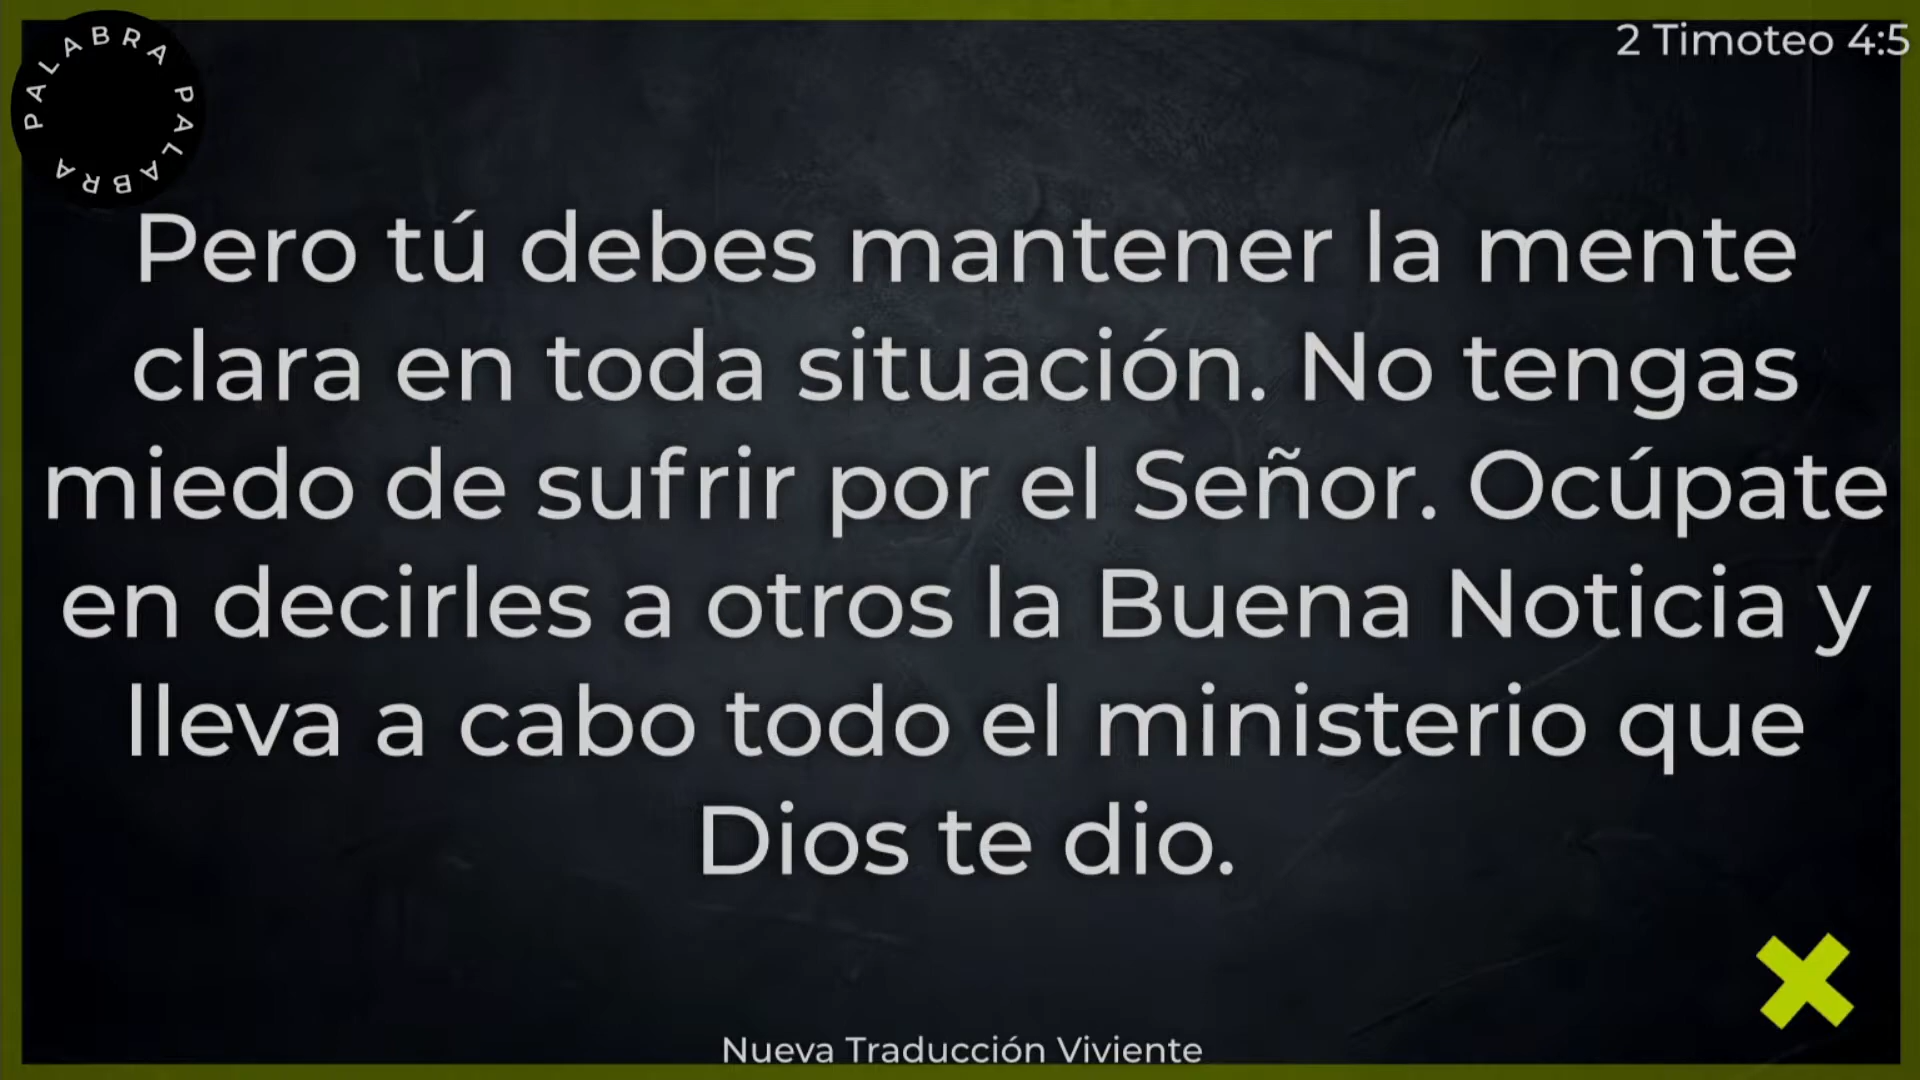 PALABRA PALABRA
2 Timoteo 4:5
Pero tú debes mantener la mente
clara en toda situación. No tengas
miedo de sufrir por el Señor. Ocúpate
en decirles a otros la Buena Noticia y
lleva a cabo todo el ministerio que
Dios te dio.
Nueva Traducción Viviente